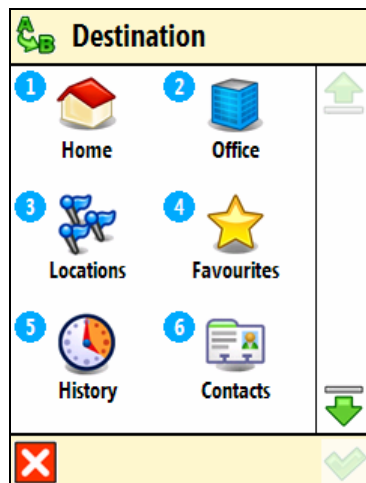 A B Destination
1 2
Home Office
3 4
Locations Favourites
5 6
History Contacts